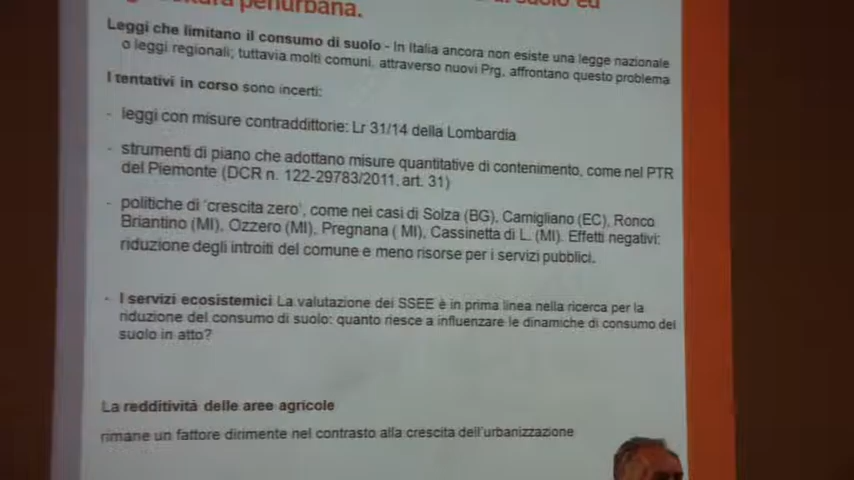 di suolo ed
periurbana.
Leggi che limitano il consumo di suolo - In Italia ancora non esiste una legge nazionale
o leggi regionali; tuttavia molti comuni, attraverso nuovi Prg, affrontano questo problema
I tentativi in corso sono incerti:
- leggi con misure contraddittorie: Lr 31/14 della Lombardia
- strumenti di piano che adottano misure quantitative di contenimento, come nel PTR
del Piemonte (DCR n. 122-29783/2011, art. 31)
- politiche di 'crescita zero', come nei casi di Solza (BG), Camigliano (EC), Ronco
Briantino (MI), Ozzero (MI), Pregnana ( MI), Cassinetta di L. (MI). Effetti negativi:
riduzione degli introiti del comune e meno risorse per i servizi pubblici.
- I servizi ecosistemici La valutazione dei SSEE è in prima linea nella ricerca per la
riduzione del consumo di suolo: quanto riesce a influenzare le dinamiche di consumo del
suolo in atto?
La redditività delle aree agricole
rimane un fattore dirimente nel contrasto alla crescita dell'urbanizzazione